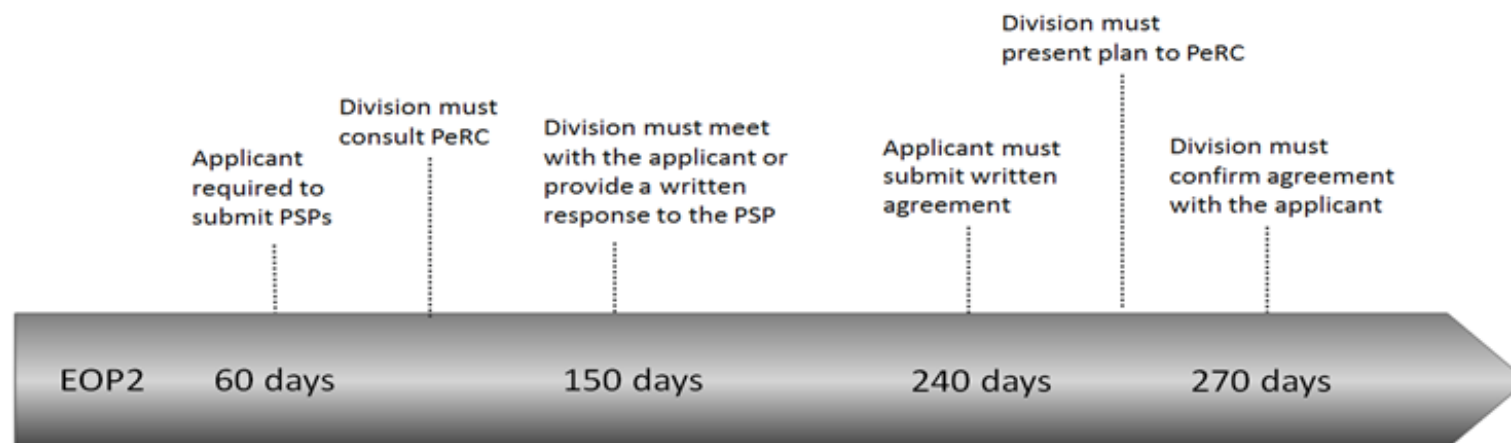 Applicant
required to
submit PSPs
Division must
consult PeRC
Division must meet
with the applicant or
provide a written
response to the PSP
Applicant must
submit written
agreement
Division must
present plan to PeRC
Division must
confirm agreement
with the applicant
EOP2 60 days 150 days 240 days 270 days